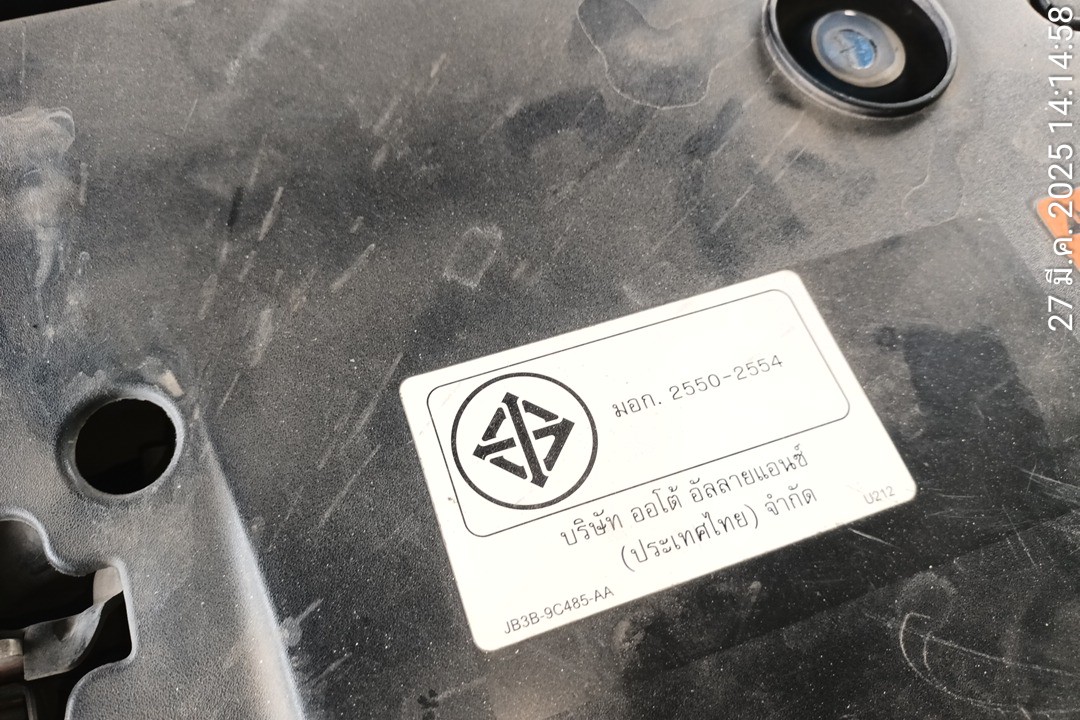 27 มี.ค. 2025 14:14:58
มอก. 2550-2554
บริษัท ออโต้ อัลลายแอนซ์
(ประเทศไทย) จำกัด
U212
JB3B-9C485-AA